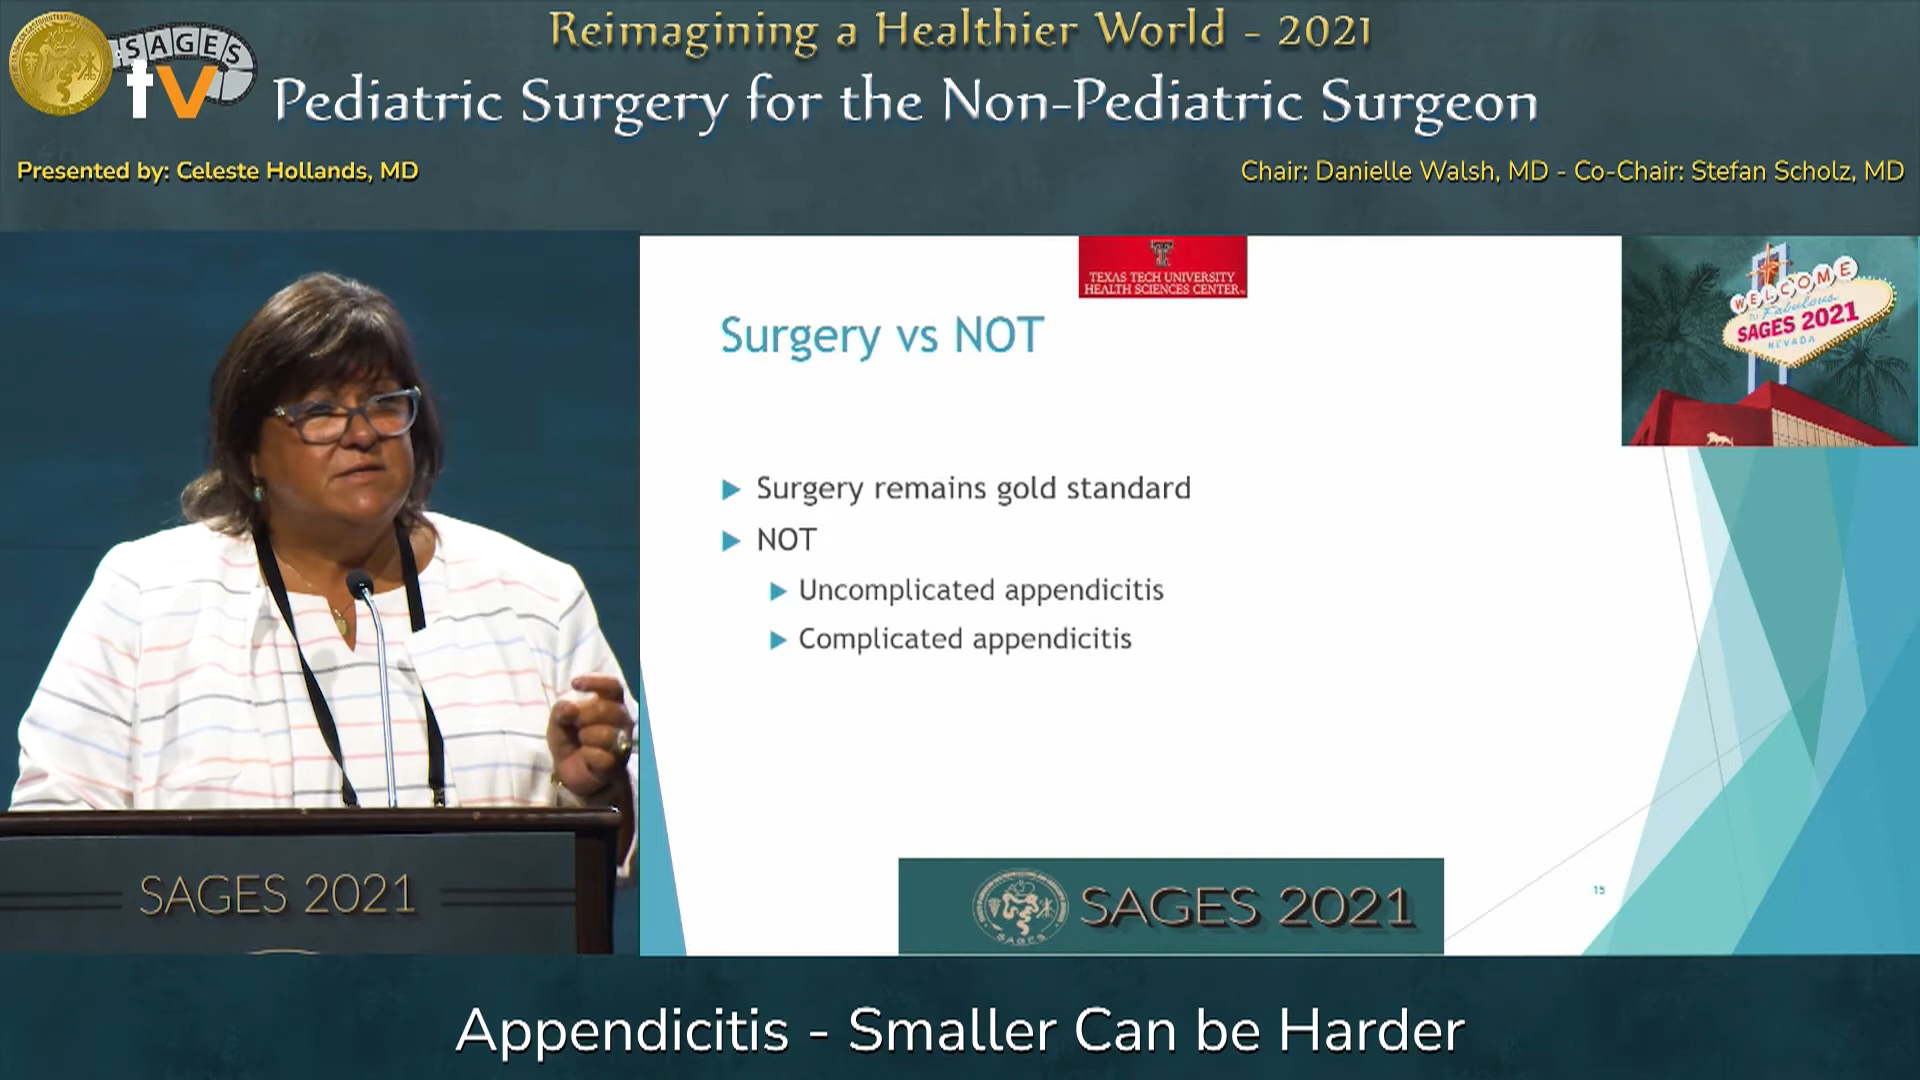 Reimagining a Healthier World - 2021
SAGES
tv
Pediatric Surgery for the Non-Pediatric Surgeon
Presented by: Celeste Hollands, MD
Chair: Danielle Walsh, MD - Co-Chair: Stefan Scholz, MD
TEXAS TECH UNIVERSITY
HEALTH SCIENCES CENTER
WELCOME
TO Fabulous
SAGES 2021
NEVADA
Surgery vs NOT
Surgery remains gold standard
NOT
Uncomplicated appendicitis
Complicated appendicitis
SAGES 2021
SAGES
SAGES 2021
15
Appendicitis - Smaller Can be Harder